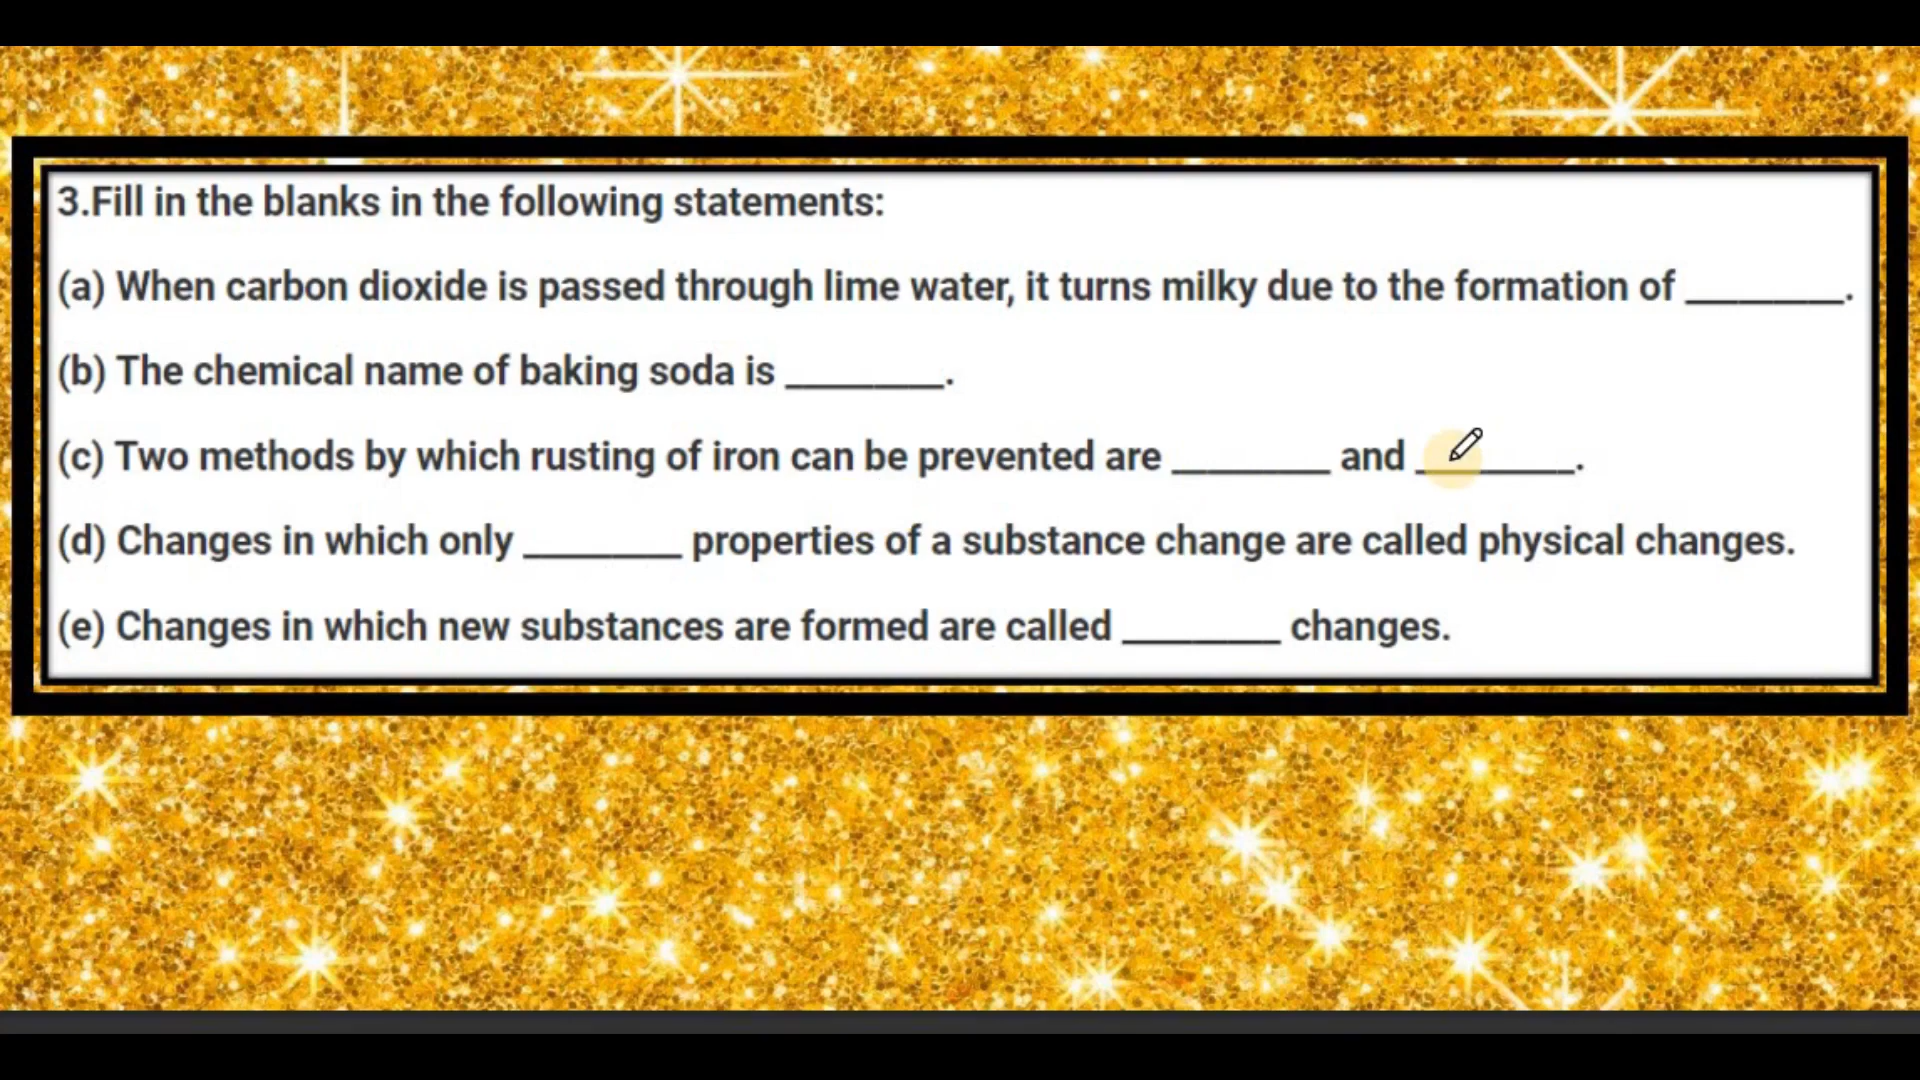 3.Fill in the blanks in the following statements:
(a) When carbon dioxide is passed through lime water, it turns milky due to the formation of ________.
(b) The chemical name of baking soda is ________.
(c) Two methods by which rusting of iron can be prevented are ________ and ________.
(d) Changes in which only ________ properties of a substance change are called physical changes.
(e) Changes in which new substances are formed are called ________ changes.